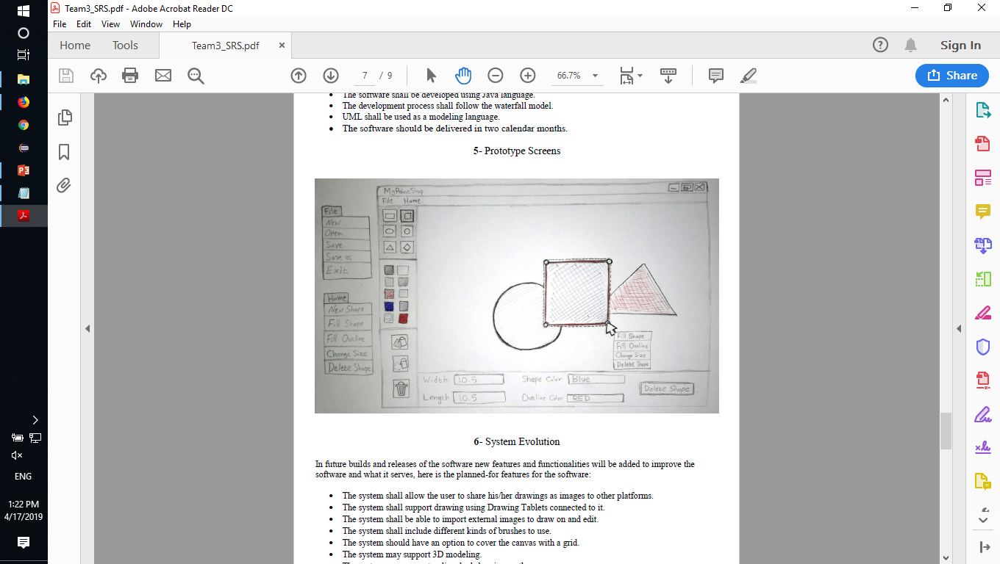 Team3_SRS.pdf - Adobe Acrobat Reader DC
File Edit View Window Help
Home Tools Team3_SRS.pdf × Sign In
7 / 9 66.7% Share
The software shall be developed using Java language.
• The development process shall follow the waterfall model.
• UML shall be used as a modeling language.
• The software should be delivered in two calendar months.
5- Prototype Screens
MyPaintShop
File Home
File
New
Open
Save
Save as
Exit
Home
New Shape
Fill Shape
Fill Outline
Change Size
Delete Shape
Fill Shape
Fill Outline
Change Size
Delete Shape
Width 10.5 Shape Color Blue
Length 10.5 Outline Color RED
Delete Shape
6- System Evolution
In future builds and releases of the software new features and functionalities will be added to improve the
software and what it serves, here is the planned-for features for the software:
• The system shall allow the user to share his/her drawings as images to other platforms.
• The system shall support drawing using Drawing Tablets connected to it.
• The system shall be able to import external images to draw on and edit.
• The system shall include different kinds of brushes to use.
• The system should have an option to cover the canvas with a grid.
• The system may support 3D modeling.
ENG
1:22 PM
4/17/2019